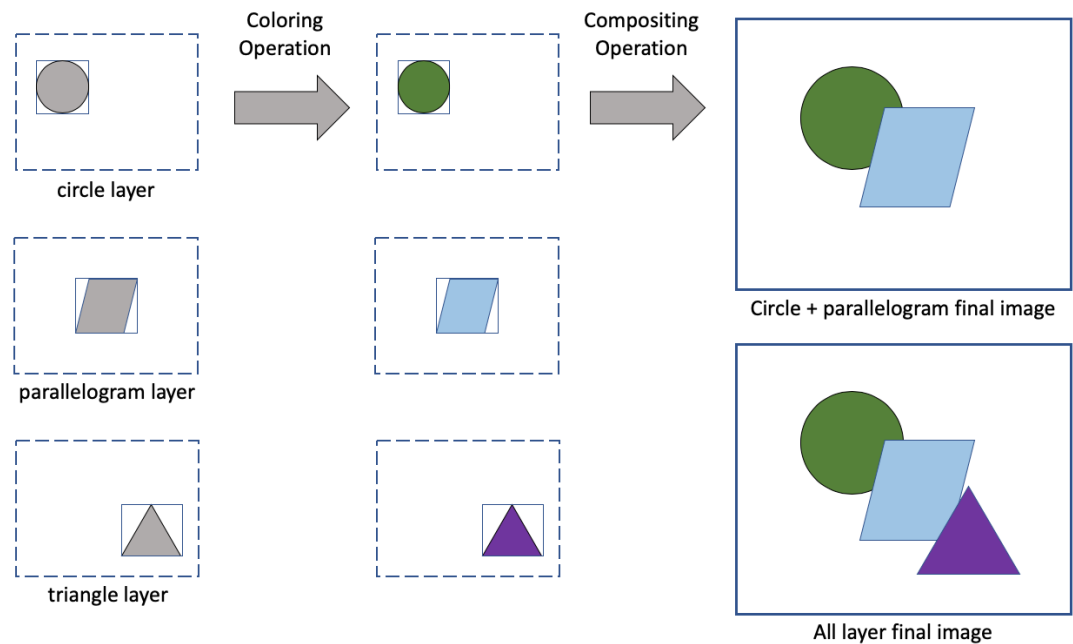 Coloring
Operation
Compositing
Operation
circle layer
parallelogram layer
Circle + parallelogram final image
triangle layer
All layer final image